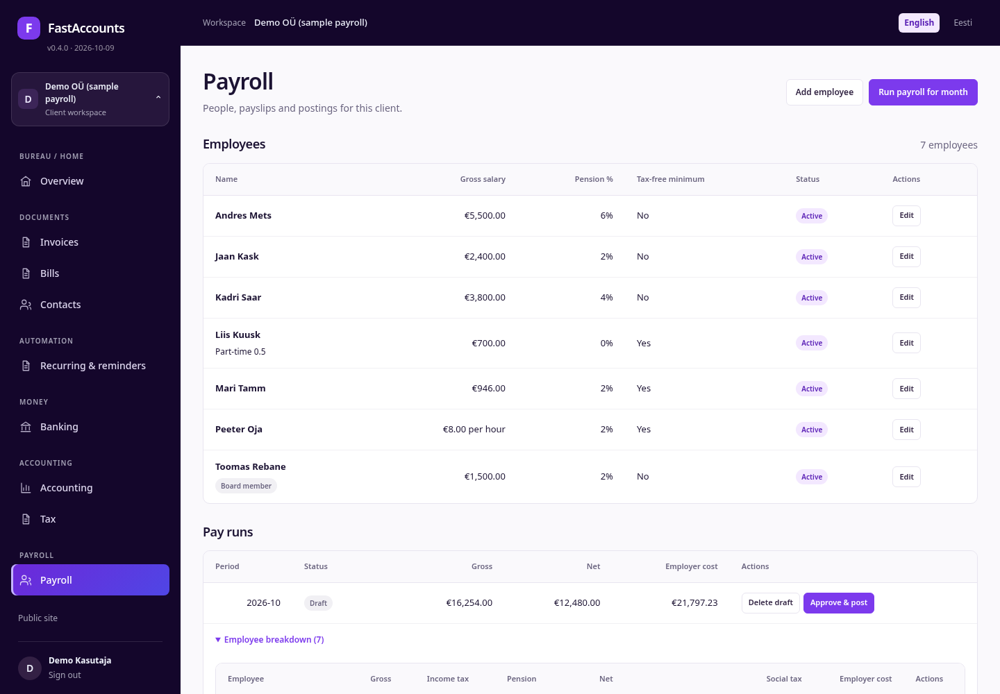 F FastAccounts
v0.4.0 · 2026-10-09
D Demo OÜ (sample
payroll)
Client workspace
BUREAU / HOME
Overview
DOCUMENTS
Invoices
Bills
Contacts
AUTOMATION
Recurring & reminders
MONEY
Banking
ACCOUNTING
Accounting
Tax
PAYROLL
Payroll
Public site
D Demo Kasutaja
Sign out
Workspace Demo OÜ (sample payroll) English Eesti
Payroll
People, payslips and postings for this client.
Add employee Run payroll for month
Employees 7 employees
Name Gross salary Pension % Tax-free minimum Status Actions
Andres Mets €5,500.00 6% No Active Edit
Jaan Kask €2,400.00 2% No Active Edit
Kadri Saar €3,800.00 4% No Active Edit
Liis Kuusk €700.00 0% Yes Active Edit
Part-time 0.5
Mari Tamm €946.00 2% Yes Active Edit
Peeter Oja €8.00 per hour 2% Yes Active Edit
Toomas Rebane €1,500.00 2% No Active Edit
Board member
Pay runs
Period Status Gross Net Employer cost Actions
2026-10 Draft €16,254.00 €12,480.00 €21,797.23 Delete draft Approve & post
▼ Employee breakdown (7)
Employee Gross Income tax Pension Net Social tax Employer cost Actions